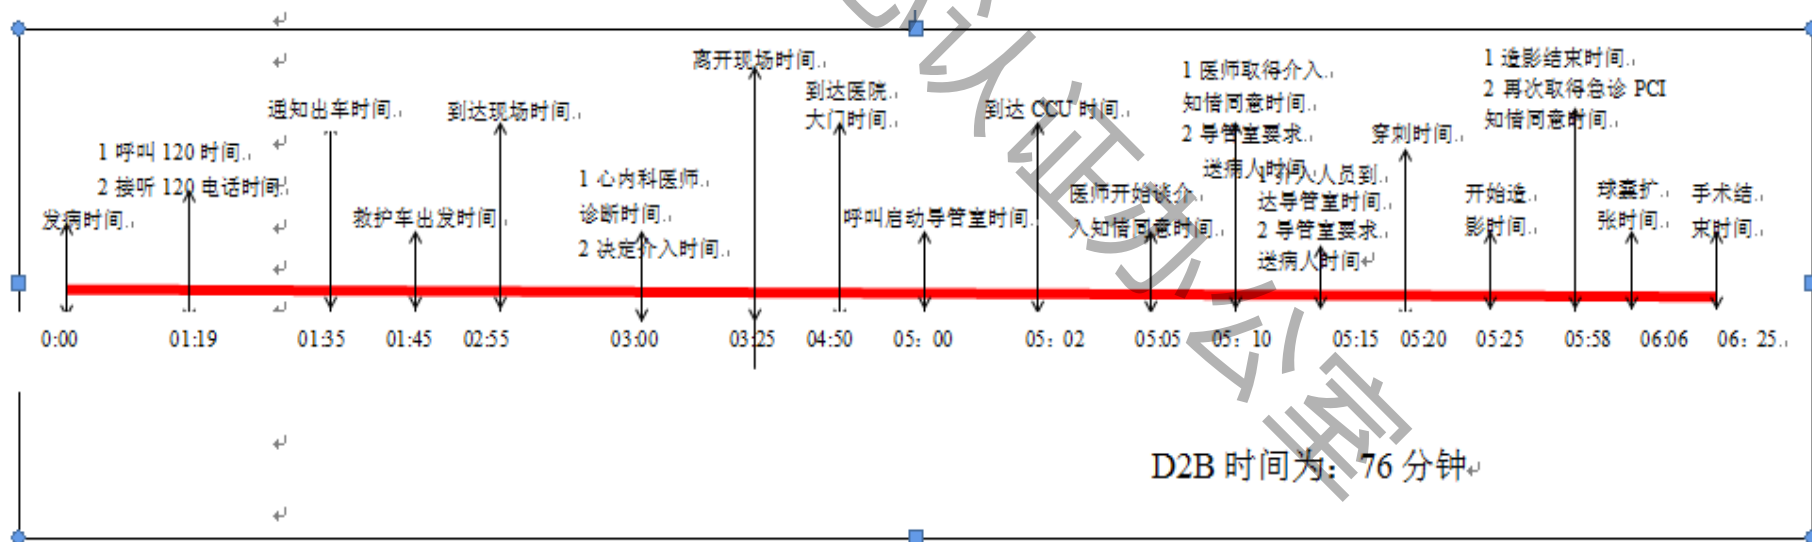 发病时间
1 呼叫 120 时间
2 接听 120 电话时间
通知出车时间
救护车出发时间
到达现场时间
1 心内科医师
诊断时间
2 决定介入时间
离开现场时间
到达医院
大门时间
呼叫启动导管室时间
到达 CCU 时间
医师开始谈介
入知情同意时间
1 医师取得介入
知情同意时间
2 导管室要求
送病人时间
1 介入人员到
达导管室时间
2 导管室要求
送病人时间
穿刺时间
开始造
影时间
1 造影结束时间
2 再次取得急诊 PCI
知情同意时间
球囊扩
张时间
手术结
束时间
0:00 01:19 01:35 01:45 02:55 03:00 03:25 04:50 05：00 05：02 05:05 05：10 05:15 05:20 05:25 05:58 06:06 06：25
D2B 时间为：76 分钟
认证办公室